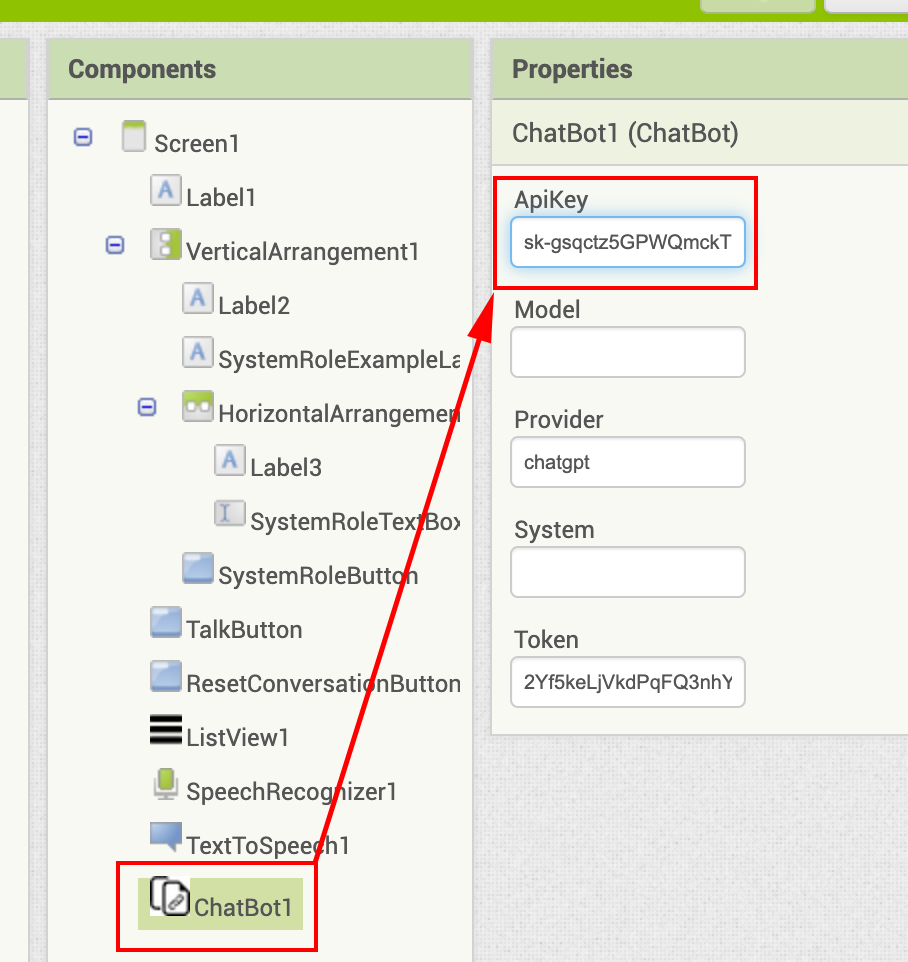 Components
Screen1
Label1
VerticalArrangement1
Label2
SystemRoleExampleLa
HorizontalArrangemen
Label3
SystemRoleTextBox
SystemRoleButton
TalkButton
ResetConversationButton
ListView1
SpeechRecognizer1
TextToSpeech1
ChatBot1
Properties
ChatBot1 (ChatBot)
ApiKey
sk-gsqctz5GPWQmckT
Model
Provider
chatgpt
System
Token
2Yf5keLjVkdPqFQ3nhY